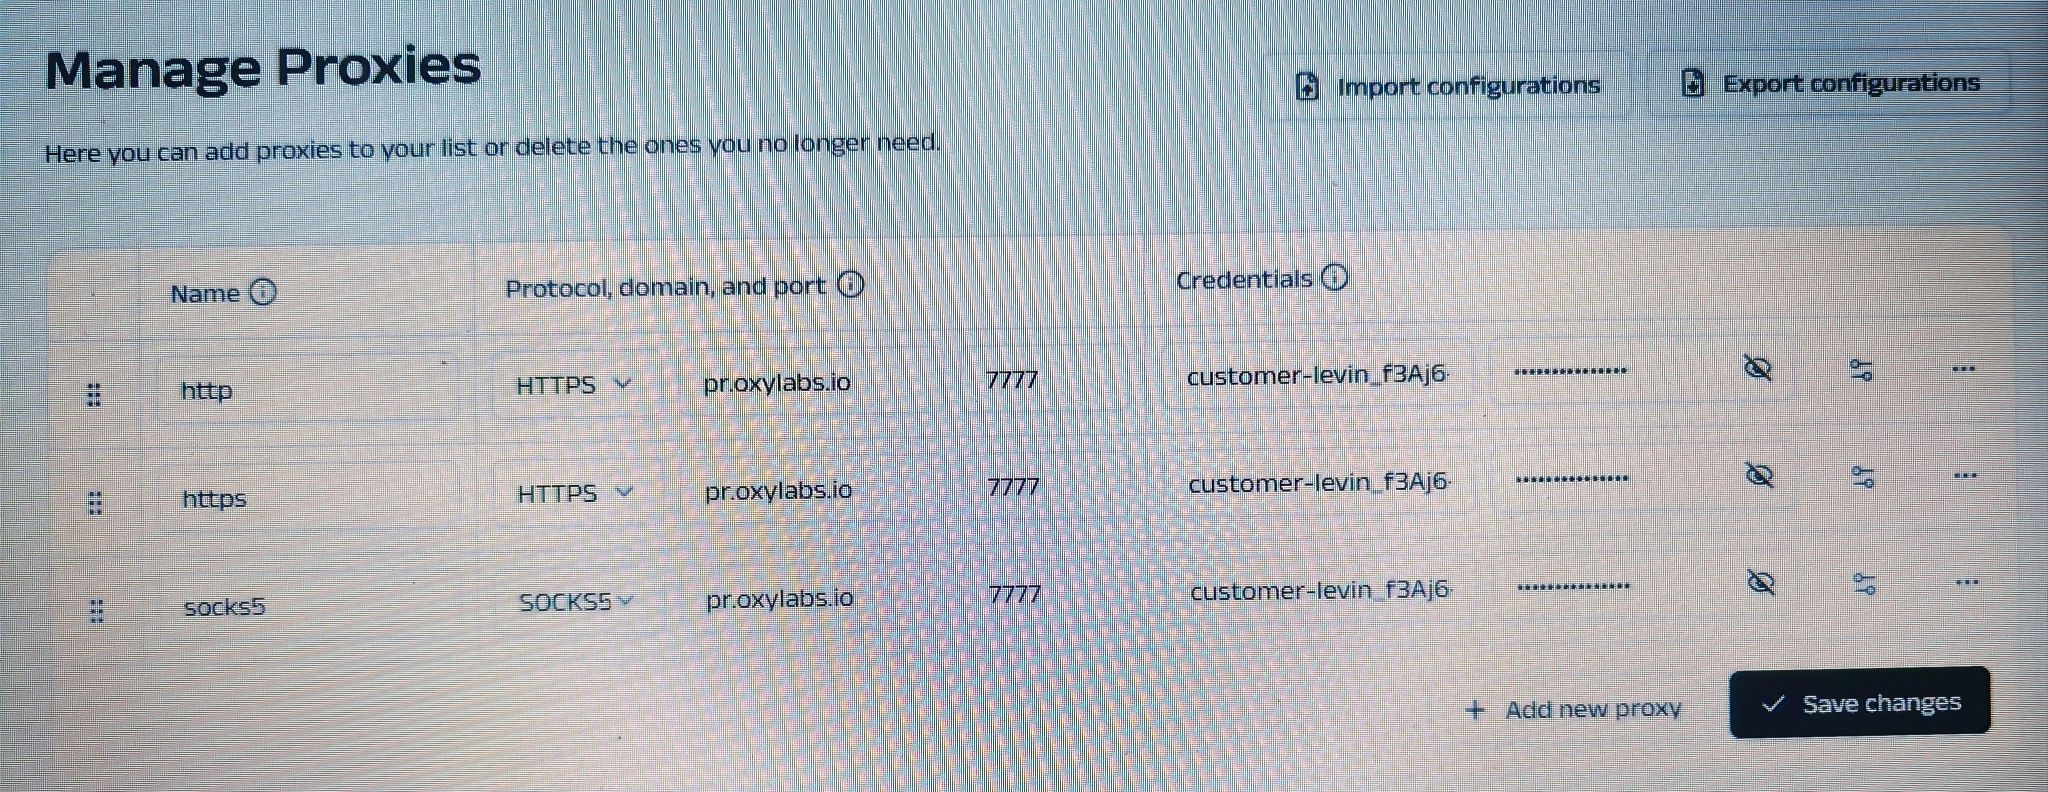 Manage Proxies
Import configurations
Export configurations
Here you can add proxies to your list or delete the ones you no longer need.
Name
Protocol, domain, and port
Credentials
http HTTPS pr.oxylabs.io 7777 customer-levin_f3Aj6 ••••••••••••••••
https HTTPS pr.oxylabs.io 7777 customer-levin_f3Aj6 ••••••••••••••••
socks5 SOCKS5 pr.oxylabs.io 7777 customer-levin_f3Aj6 ••••••••••••••••
+ Add new proxy
Save changes